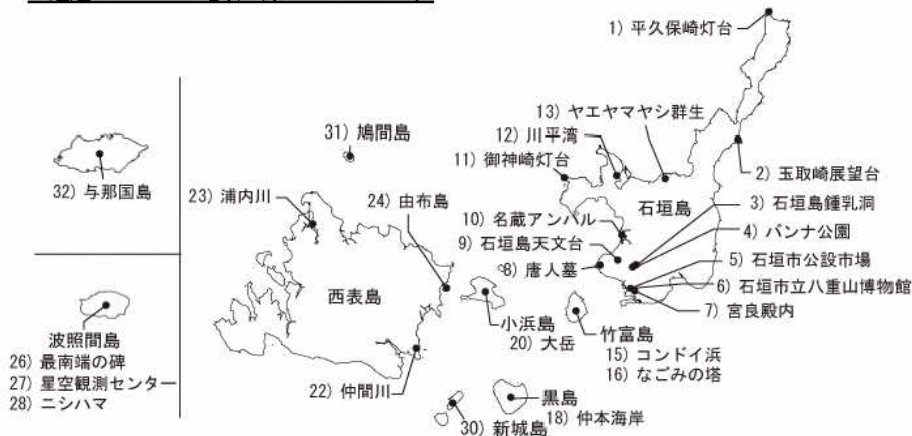 1) 平久保崎灯台
13) ヤエヤマヤシ群生
12) 川平湾
11) 御神崎灯台
2) 玉取崎展望台
石垣島
3) 石垣島鍾乳洞
10) 名蔵アンパル
4) バンナ公園
9) 石垣島天文台
5) 石垣市公設市場
8) 唐人墓
6) 石垣市立八重山博物館
7) 宮良殿内
31) 鳩間島
32) 与那国島
23) 浦内川
24) 由布島
西表島
小浜島
20) 大岳
竹富島
15) コンドイ浜
16) なごみの塔
波照間島
26) 最南端の碑
27) 星空観測センター
28) ニシハマ
22) 仲間川
黒島
18) 仲本海岸
30) 新城島